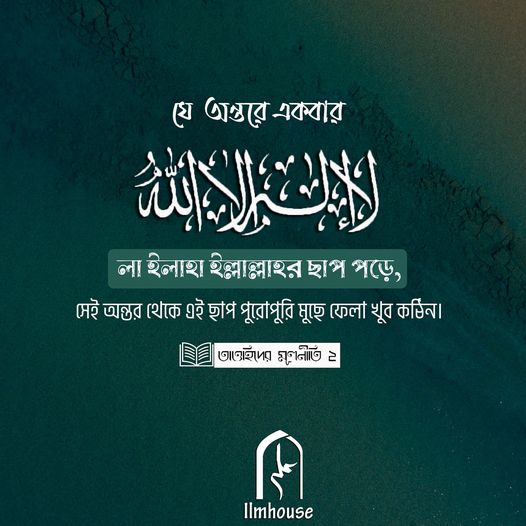 যে অন্তরে একবার
لا إله إلا الله
লা ইলাহা ইল্লাল্লাহর ছাপ পড়ে,
সেই অন্তর থেকে এই ছাপ পুরোপুরি মুছে ফেলা খুব কঠিন।
তাওহিদের মূলনীতি ২
Ilmhouse